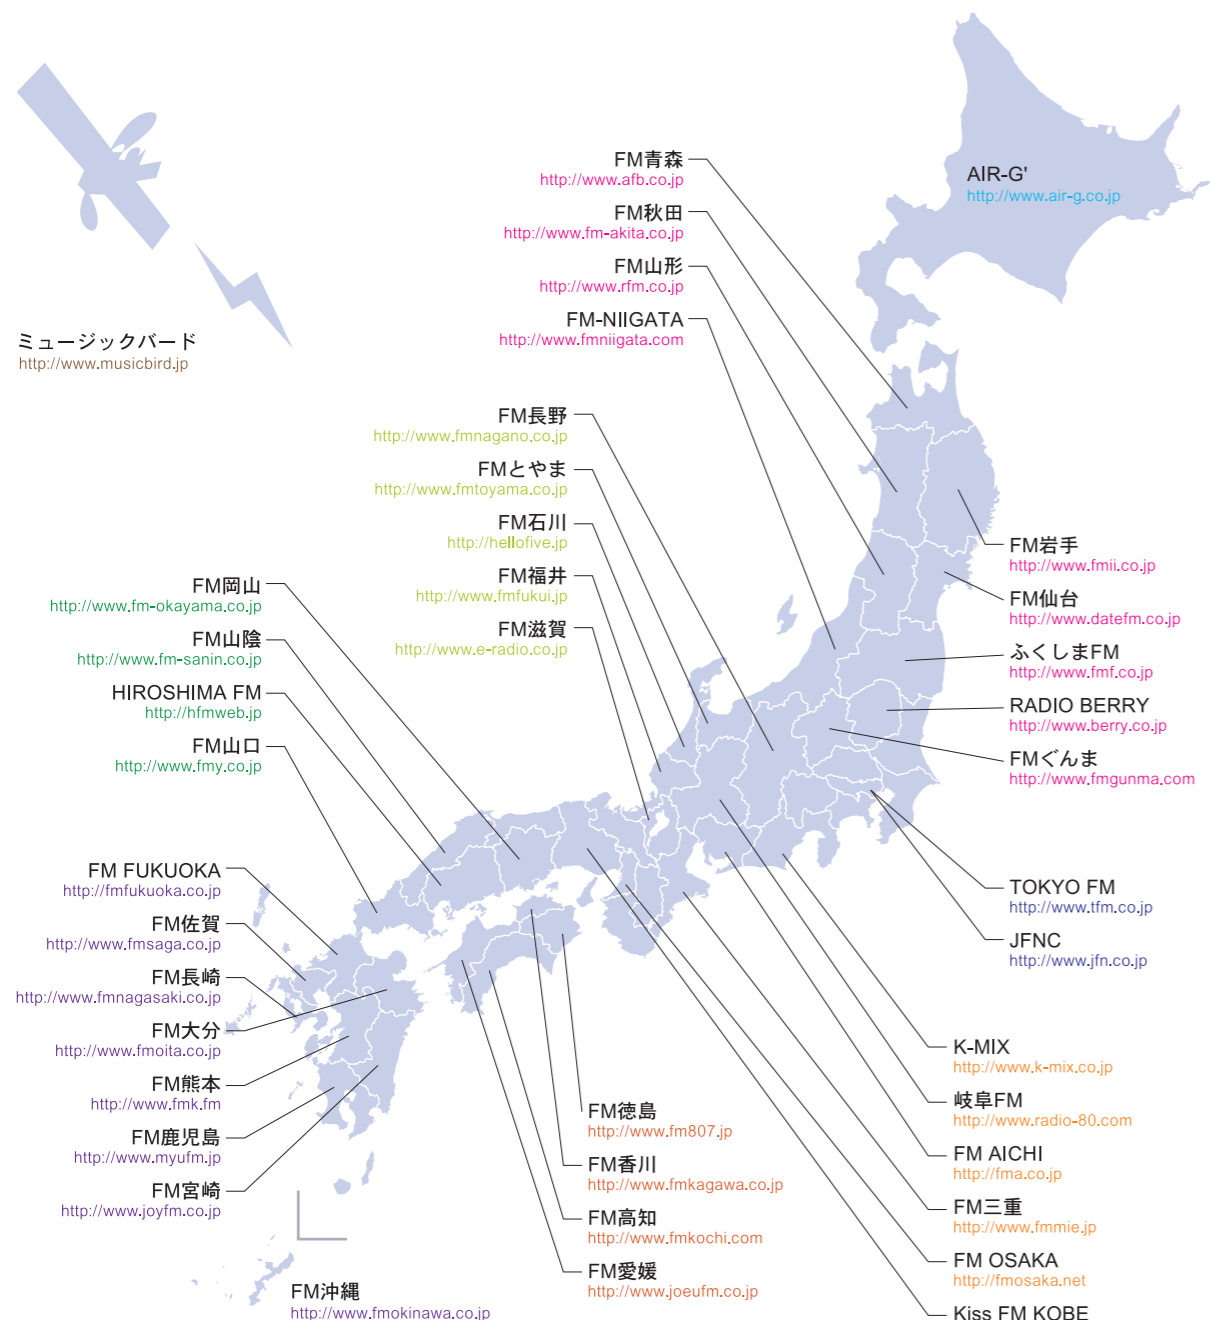 AIR-G'
http://www.air-g.co.jp
FM青森
http://www.afb.co.jp
FM秋田
http://www.fm-akita.co.jp
FM山形
http://www.rfm.co.jp
FM-NIIGATA
http://www.fmniigata.com
ミュージックバード
http://www.musicbird.jp
FM長野
http://www.fmnagano.co.jp
FMとやま
http://www.fmtoyama.co.jp
FM石川
http://hellofive.jp
FM福井
http://www.fmfukui.jp
FM滋賀
http://www.e-radio.co.jp
FM岩手
http://www.fmii.co.jp
FM仙台
http://www.datefm.co.jp
ふくしまFM
http://www.fmf.co.jp
RADIO BERRY
http://www.berry.co.jp
FMぐんま
http://www.fmgunma.com
FM岡山
http://www.fm-okayama.co.jp
FM山陰
http://www.fm-sanin.co.jp
HIROSHIMA FM
http://hfmweb.jp
FM山口
http://www.fmy.co.jp
FM FUKUOKA
http://fmfukuoka.co.jp
FM佐賀
http://www.fmsaga.co.jp
FM長崎
http://www.fmnagasaki.co.jp
FM大分
http://www.fmoita.co.jp
FM熊本
http://www.fmk.fm
FM鹿児島
http://www.myufm.jp
FM宮崎
http://www.joyfm.co.jp
FM沖縄
http://www.fmokinawa.co.jp
TOKYO FM
http://www.tfm.co.jp
JFNC
http://www.jfn.co.jp
FM徳島
http://www.fm807.jp
FM香川
http://www.fmkagawa.co.jp
FM高知
http://www.fmkochi.com
FM愛媛
http://www.joeufm.co.jp
K-MIX
http://www.k-mix.co.jp
岐阜FM
http://www.radio-80.com
FM AICHI
http://fma.co.jp
FM三重
http://www.fmmie.jp
FM OSAKA
http://fmosaka.net
Kiss FM KOBE